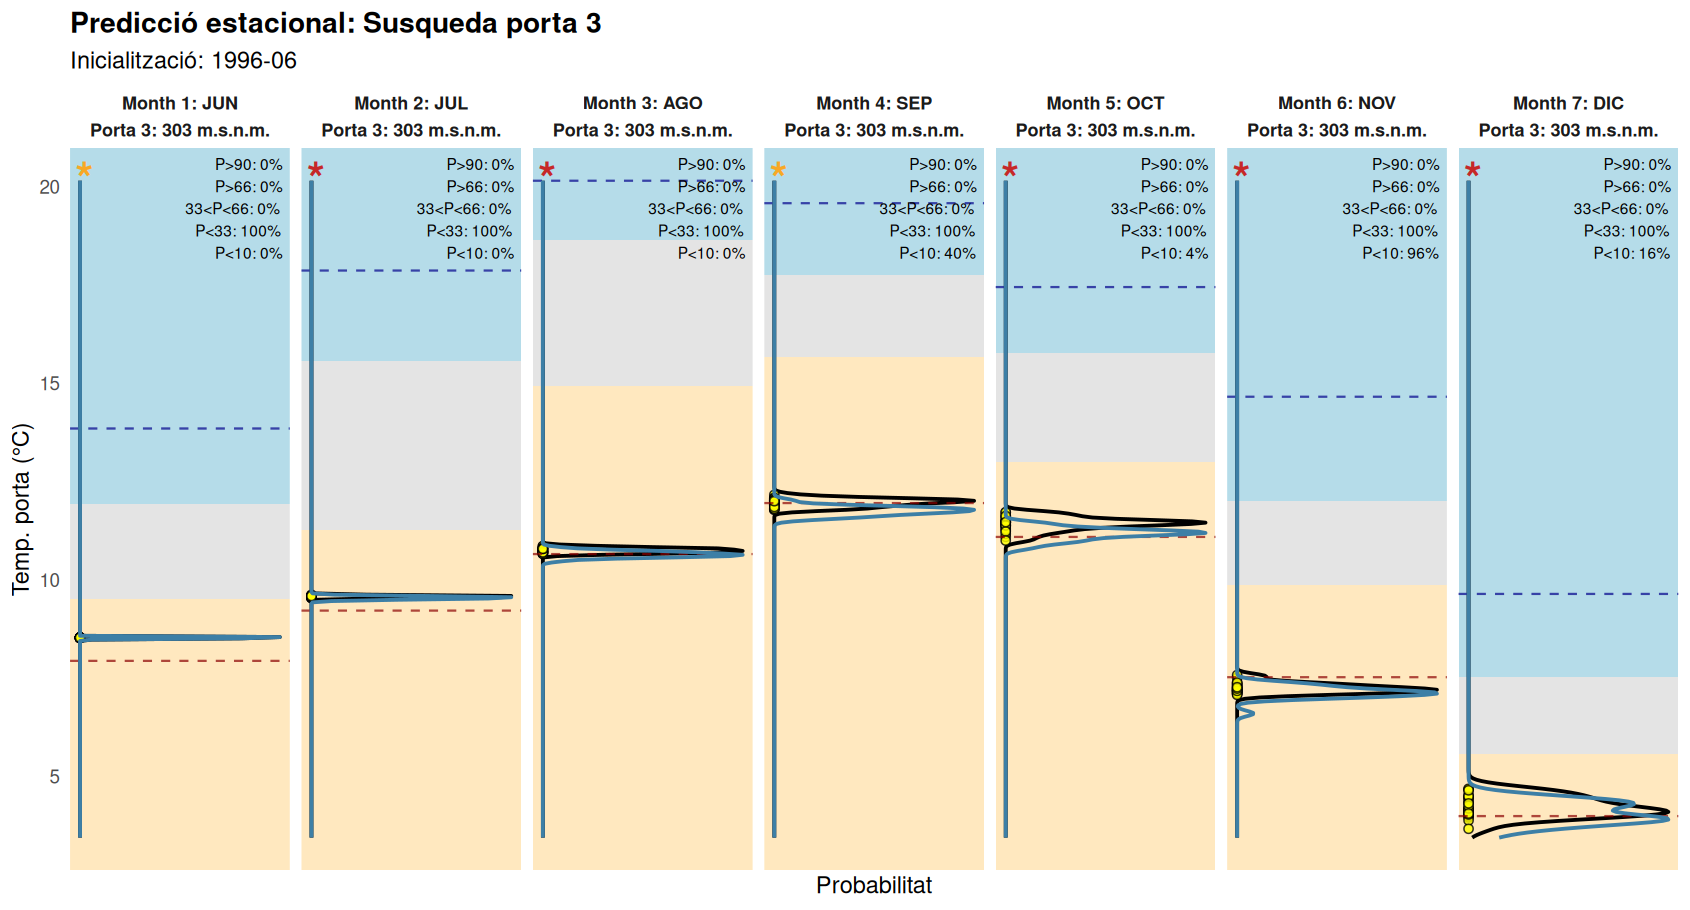 Predicció estacional: Susqueda porta 3
Inicialització: 1996-06
Month 1: JUN
Porta 3: 303 m.s.n.m.
Month 2: JUL
Porta 3: 303 m.s.n.m.
Month 3: AGO
Porta 3: 303 m.s.n.m.
Month 4: SEP
Porta 3: 303 m.s.n.m.
Month 5: OCT
Porta 3: 303 m.s.n.m.
Month 6: NOV
Porta 3: 303 m.s.n.m.
Month 7: DIC
Porta 3: 303 m.s.n.m.
*
P>90: 0%
P>66: 0%
33<P<66: 0%
P<33: 100%
P<10: 0%
*
P>90: 0%
P>66: 0%
33<P<66: 0%
P<33: 100%
P<10: 0%
*
P>90: 0%
P>66: 0%
33<P<66: 0%
P<33: 100%
P<10: 0%
*
P>90: 0%
P>66: 0%
33<P<66: 0%
P<33: 100%
P<10: 40%
*
P>90: 0%
P>66: 0%
33<P<66: 0%
P<33: 100%
P<10: 4%
*
P>90: 0%
P>66: 0%
33<P<66: 0%
P<33: 100%
P<10: 96%
*
P>90: 0%
P>66: 0%
33<P<66: 0%
P<33: 100%
P<10: 16%
20
15
10
5
Temp. porta (°C)
Probabilitat